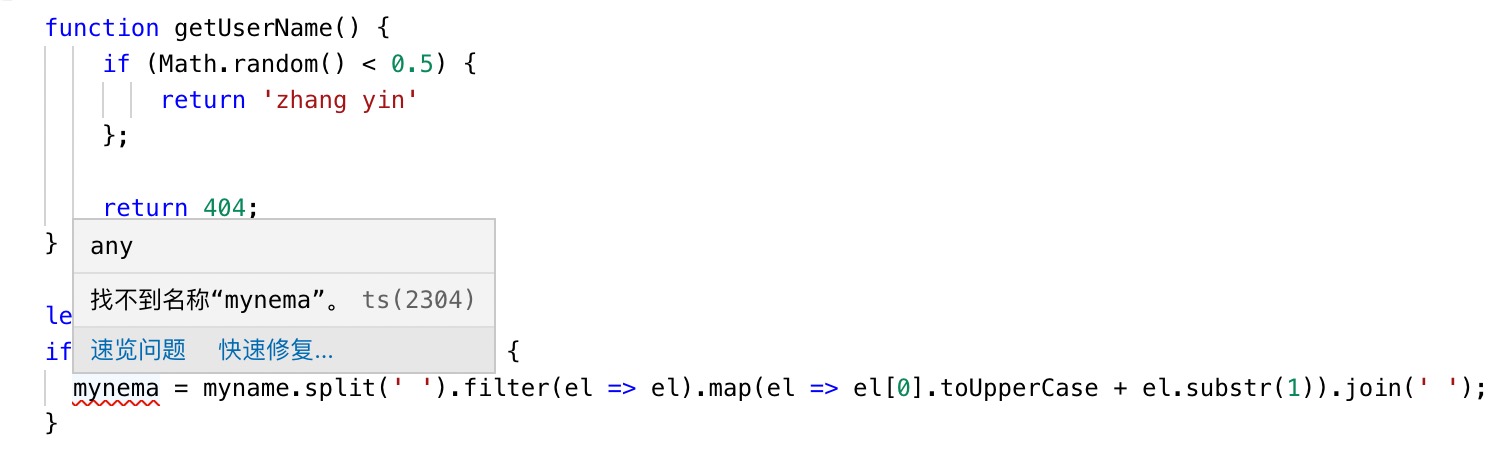 function getUserName() {
if (Math.random() < 0.5) {
return 'zhang yin'
};
return 404;
}
any
找不到名称“mynema”。 ts(2304)
le
速览问题 快速修复...
if {
mynema = myname.split(' ').filter(el => el).map(el => el[0].toUpperCase + el.substr(1)).join(' ');
}